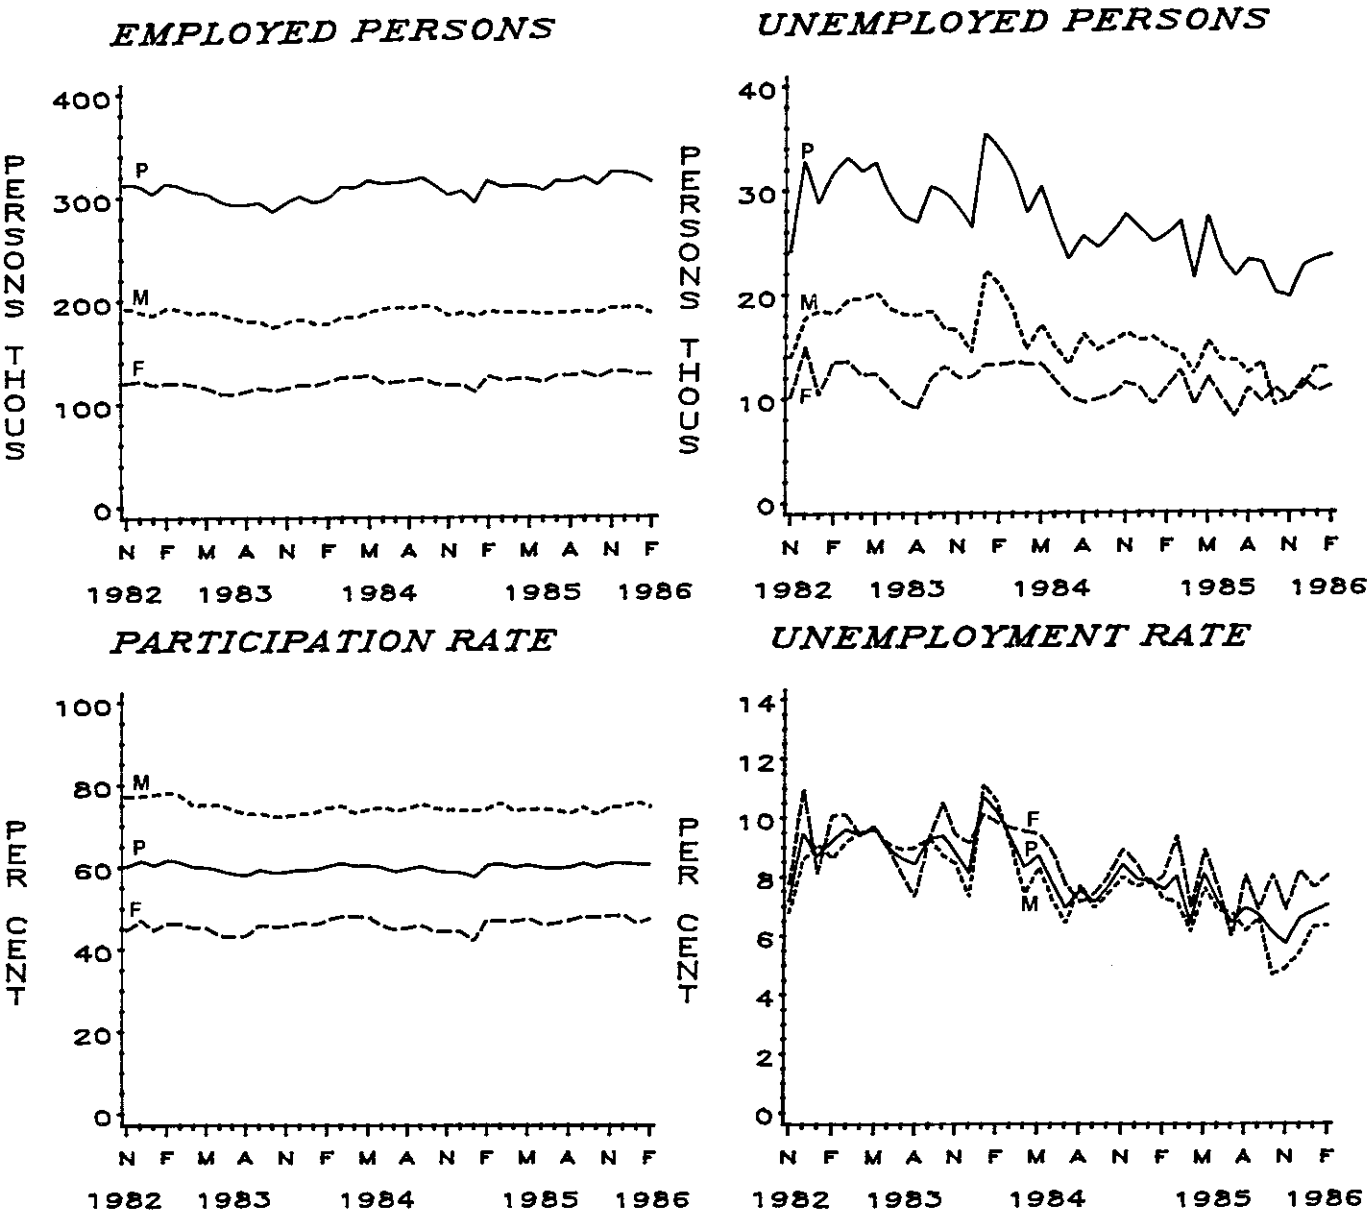 EMPLOYED PERSONS
PERSONS THOUS
400
300
200
100
0
P
M
F
N F M A N F M A N F M A N F
1982 1983 1984 1985 1986
UNEMPLOYED PERSONS
PERSONS THOUS
40
30
20
10
0
P
M
F
N F M A N F M A N F M A N F
1982 1983 1984 1985 1986
PARTICIPATION RATE
PER CENT
100
80
60
40
20
0
M
P
F
N F M A N F M A N F M A N F
1982 1983 1984 1985 1986
UNEMPLOYMENT RATE
PER CENT
14
12
10
8
6
4
2
0
F
P
M
N F M A N F M A N F M A N F
1982 1983 1984 1985 1986